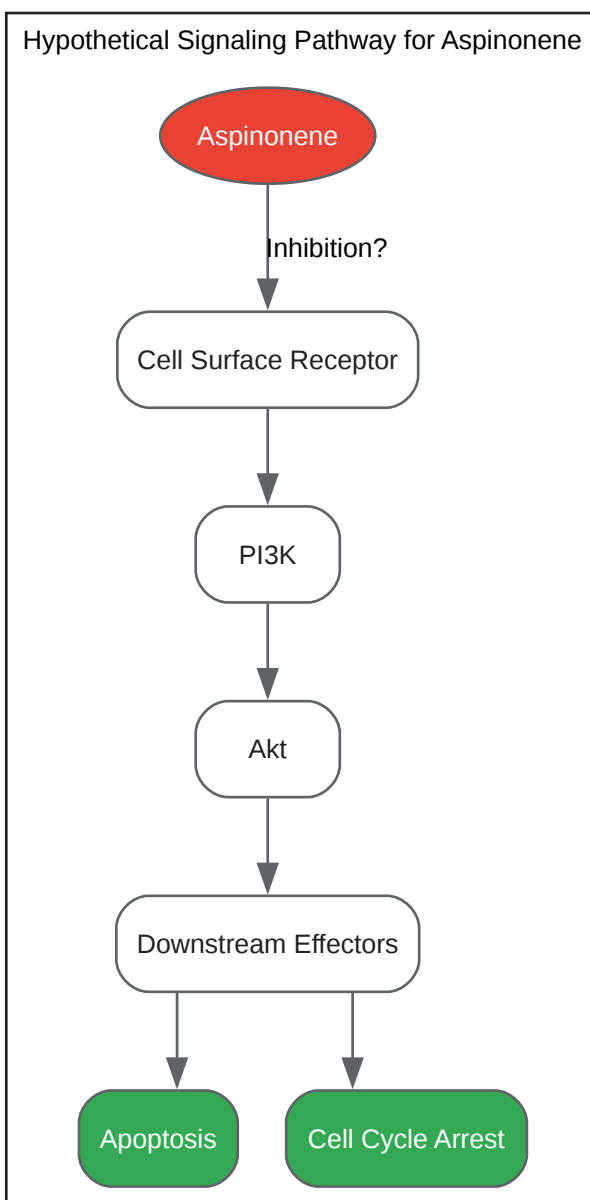 Hypothetical Signaling Pathway for Aspinonene
Aspinonene
Inhibition?
Cell Surface Receptor
PI3K
Akt
Downstream Effectors
Apoptosis
Cell Cycle Arrest